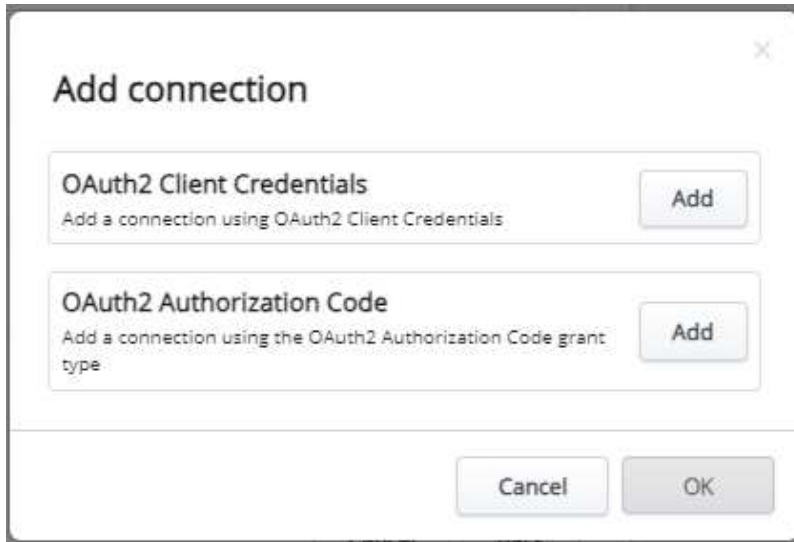 Add connection
OAuth2 Client Credentials
Add a connection using OAuth2 Client Credentials
Add
OAuth2 Authorization Code
Add a connection using the OAuth2 Authorization Code grant
type
Add
Cancel
OK